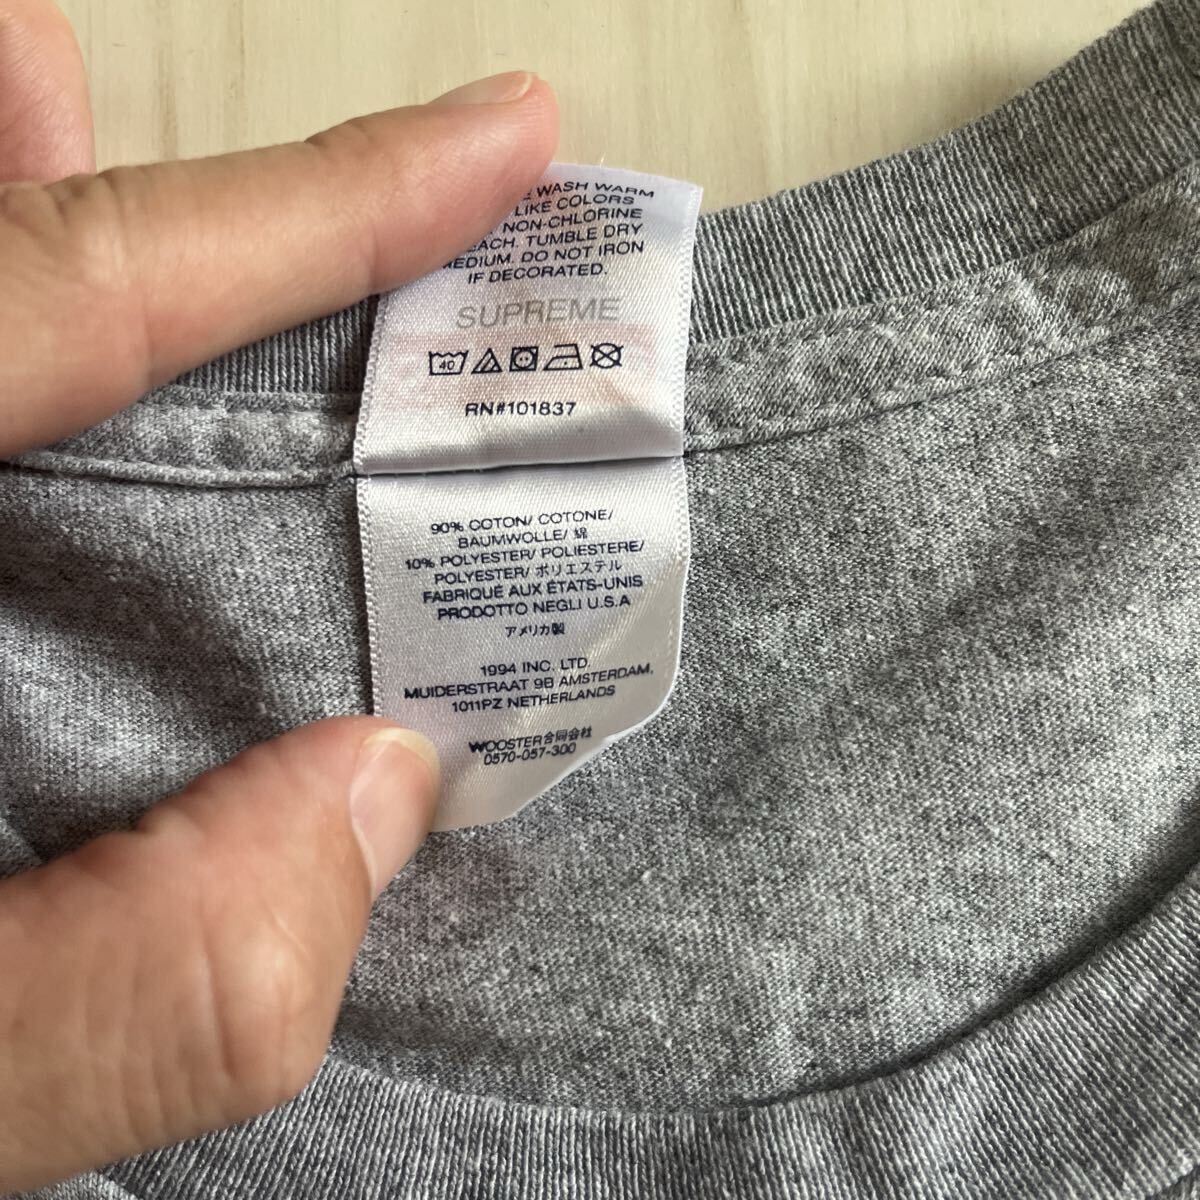 WASH WARM
LIKE COLORS
NON-CHLORINE
TUMBLE DRY
DO NOT IRON
IF DECORATED.
SUPREME
40
RN#101837
90% COTON/ COTONE/
BAUMWOLLE/ 綿
10% POLYESTER/ POLIESTERE/
POLYESTER/ ポリエステル
FABRIQUÉ AUX ÉTATS-UNIS
PRODOTTO NEGLI U.S.A
アメリカ製
1994 INC. LTD.
MUIDERSTRAAT 9B AMSTERDAM,
1011PZ NETHERLANDS
WOOSTER合同会社
0570-057-300